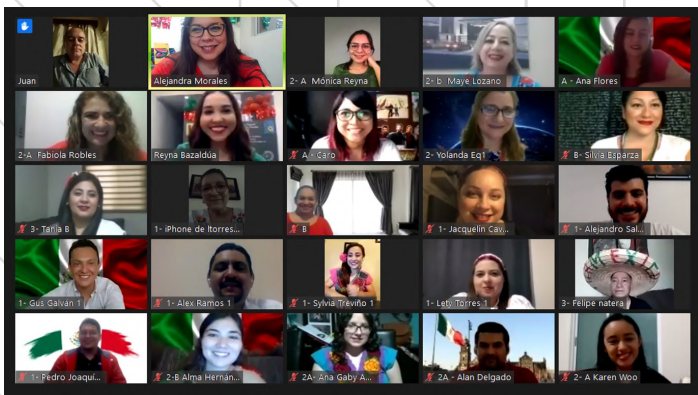 Juan
Alejandra Morales
2- A Mónica Reyna
2- b Maye Lozano
A - Ana Flores
2-A Fabiola Robles
Reyna Bazaldúa
A - Caro
2- Yolanda Eq1
B- Silvia Esparza
3- Tania B
1- iPhone de ltorres...
B
1- Jacquelin Cav...
1- Alejandro Sal...
1- Gus Galván 1
1- Alex Ramos 1
1- Sylvia Treviño 1
1- Lety Torres 1
3- Felipe natera
1- Pedro Joaquí...
2-B Alma Hernán...
2A- Ana Gaby A...
2A - Alan Delgado
2- A Karen Woo